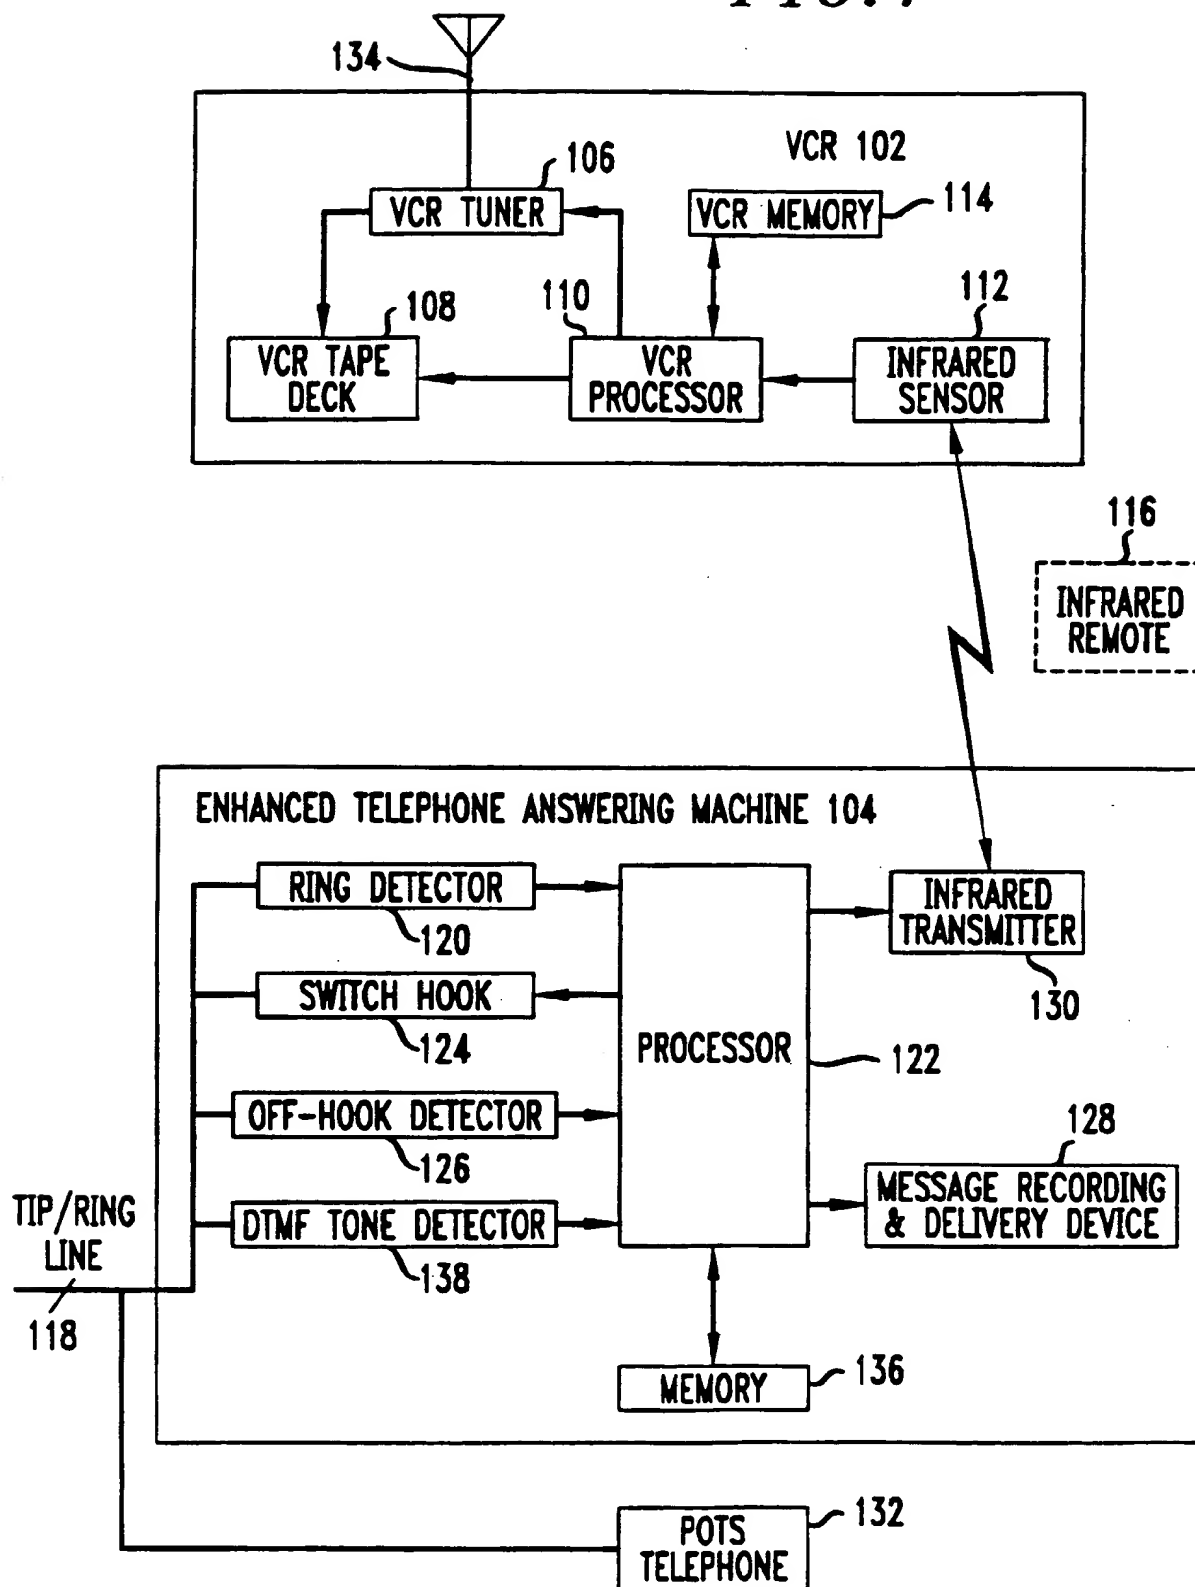 134
VCR 102
106
VCR TUNER
VCR MEMORY
114
108
110
112
VCR TAPE
DECK
VCR
PROCESSOR
INFRARED
SENSOR
116
INFRARED
REMOTE
ENHANCED TELEPHONE ANSWERING MACHINE 104
RING DETECTOR
120
SWITCH HOOK
124
OFF-HOOK DETECTOR
126
DTMF TONE DETECTOR
138
PROCESSOR
122
INFRARED
TRANSMITTER
130
128
MESSAGE RECORDING
& DELIVERY DEVICE
TIP/RING
LINE
118
MEMORY
136
POTS
TELEPHONE
132